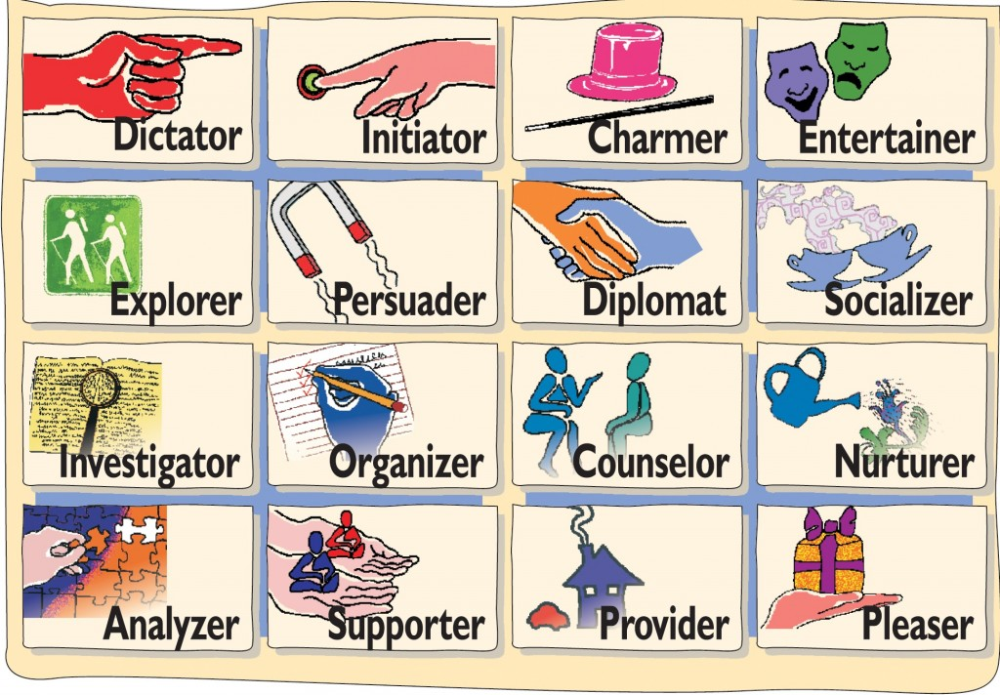 Dictator
Initiator
Charmer
Entertainer
Explorer
Persuader
Diplomat
Socializer
Investigator
Organizer
Counselor
Nurturer
Analyzer
Supporter
Provider
Pleaser